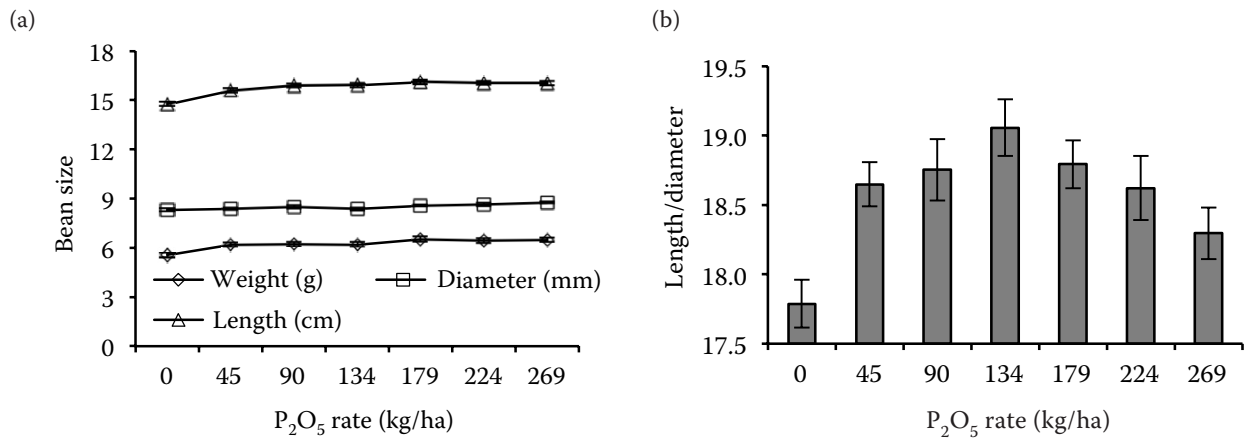 (a)
18
15
12
9
6
3
0
Bean size
Weight (g)
Diameter (mm)
Length (cm)
0 45 90 134 179 224 269
P₂O₅ rate (kg/ha)
(b)
19.5
19.0
18.5
18.0
17.5
Length/diameter
0 45 90 134 179 224 269
P₂O₅ rate (kg/ha)